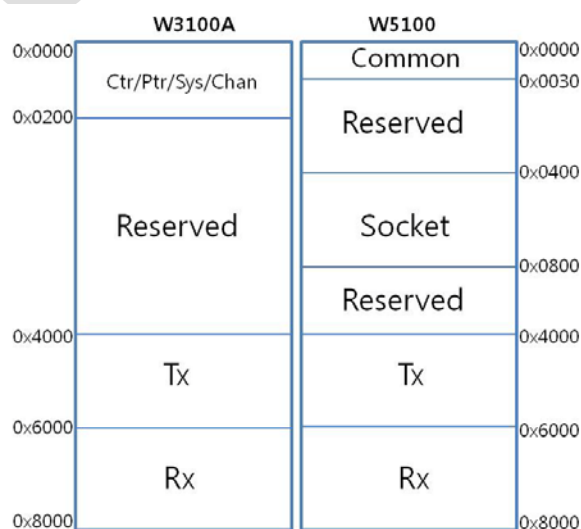 W3100A
W5100
0x0000
Ctr/Ptr/Sys/Chan
0x0200
Reserved
0x4000
Tx
0x6000
Rx
0x8000
0x0000
Common
0x0030
Reserved
0x0400
Socket
0x0800
Reserved
0x4000
Tx
0x6000
Rx
0x8000